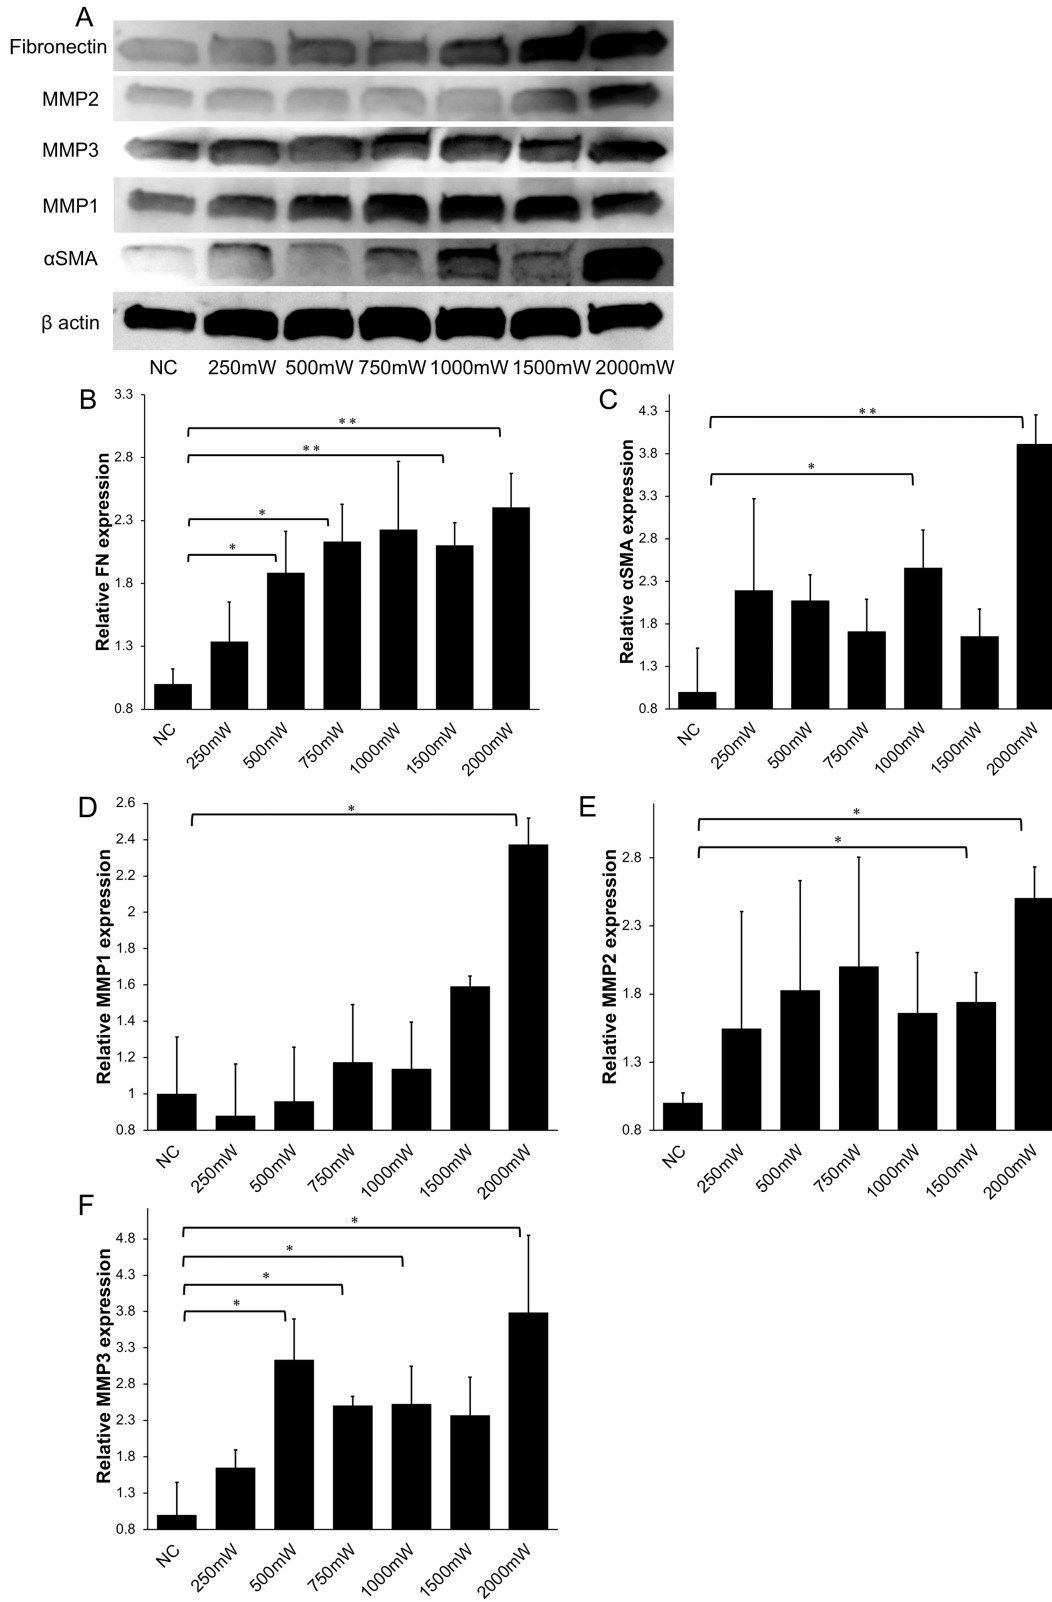 A
Fibronectin
MMP2
MMP3
MMP1
αSMA
β actin
NC 250mW 500mW 750mW 1000mW 1500mW 2000mW
B
Relative FN expression
3.3
2.8
2.3
1.8
1.3
0.8
**
**
*
*
NC 250mW 500mW 750mW 1000mW 1500mW 2000mW
C
Relative αSMA expression
4.3
3.8
3.3
2.8
2.3
1.8
1.3
0.8
**
*
NC 250mW 500mW 750mW 1000mW 1500mW 2000mW
D
Relative MMP1 expression
2.6
2.4
2.2
2
1.8
1.6
1.4
1.2
1
0.8
*
NC 250mW 500mW 750mW 1000mW 1500mW 2000mW
E
Relative MMP2 expression
2.8
2.3
1.8
1.3
0.8
*
*
NC 250mW 500mW 750mW 1000mW 1500mW 2000mW
F
Relative MMP3 expression
4.8
4.3
3.8
3.3
2.8
2.3
1.8
1.3
0.8
*
*
*
*
NC 250mW 500mW 750mW 1000mW 1500mW 2000mW